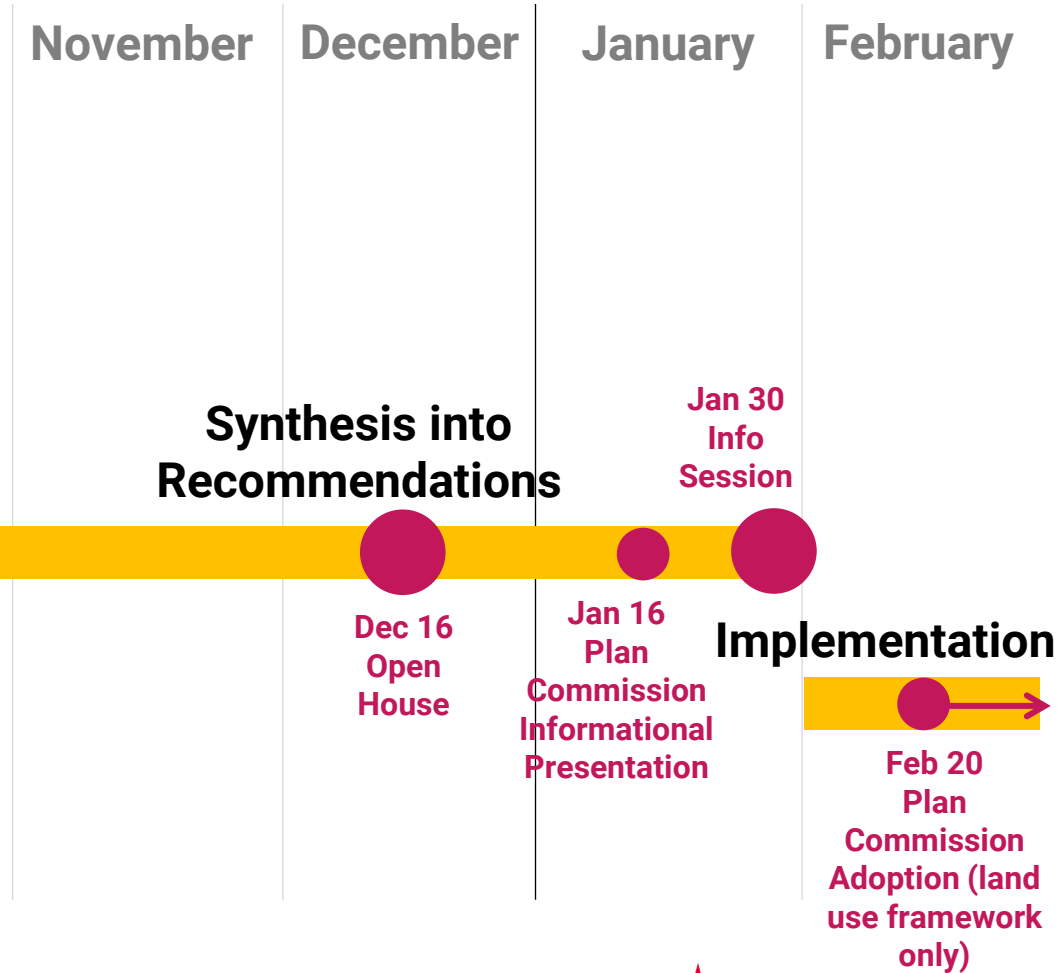 November
December
January
February
Jan 30
Info
Session
Synthesis into
Recommendations
Dec 16
Open
House
Jan 16
Plan
Commission
Informational
Presentation
Implementation
Feb 20
Plan
Commission
Adoption (land
use framework
only)